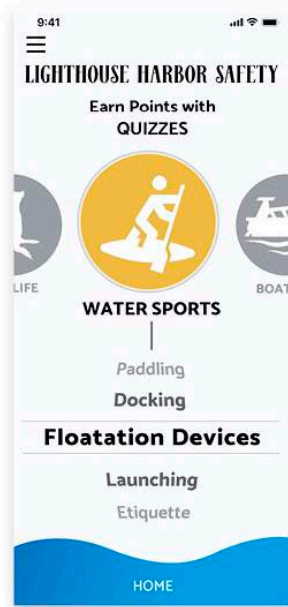 9:41
LIGHTHOUSE HARBOR SAFETY
Earn Points with
QUIZZES
LIFE
BOAT
WATER SPORTS
Paddling
Docking
Floatation Devices
Launching
Etiquette
HOME